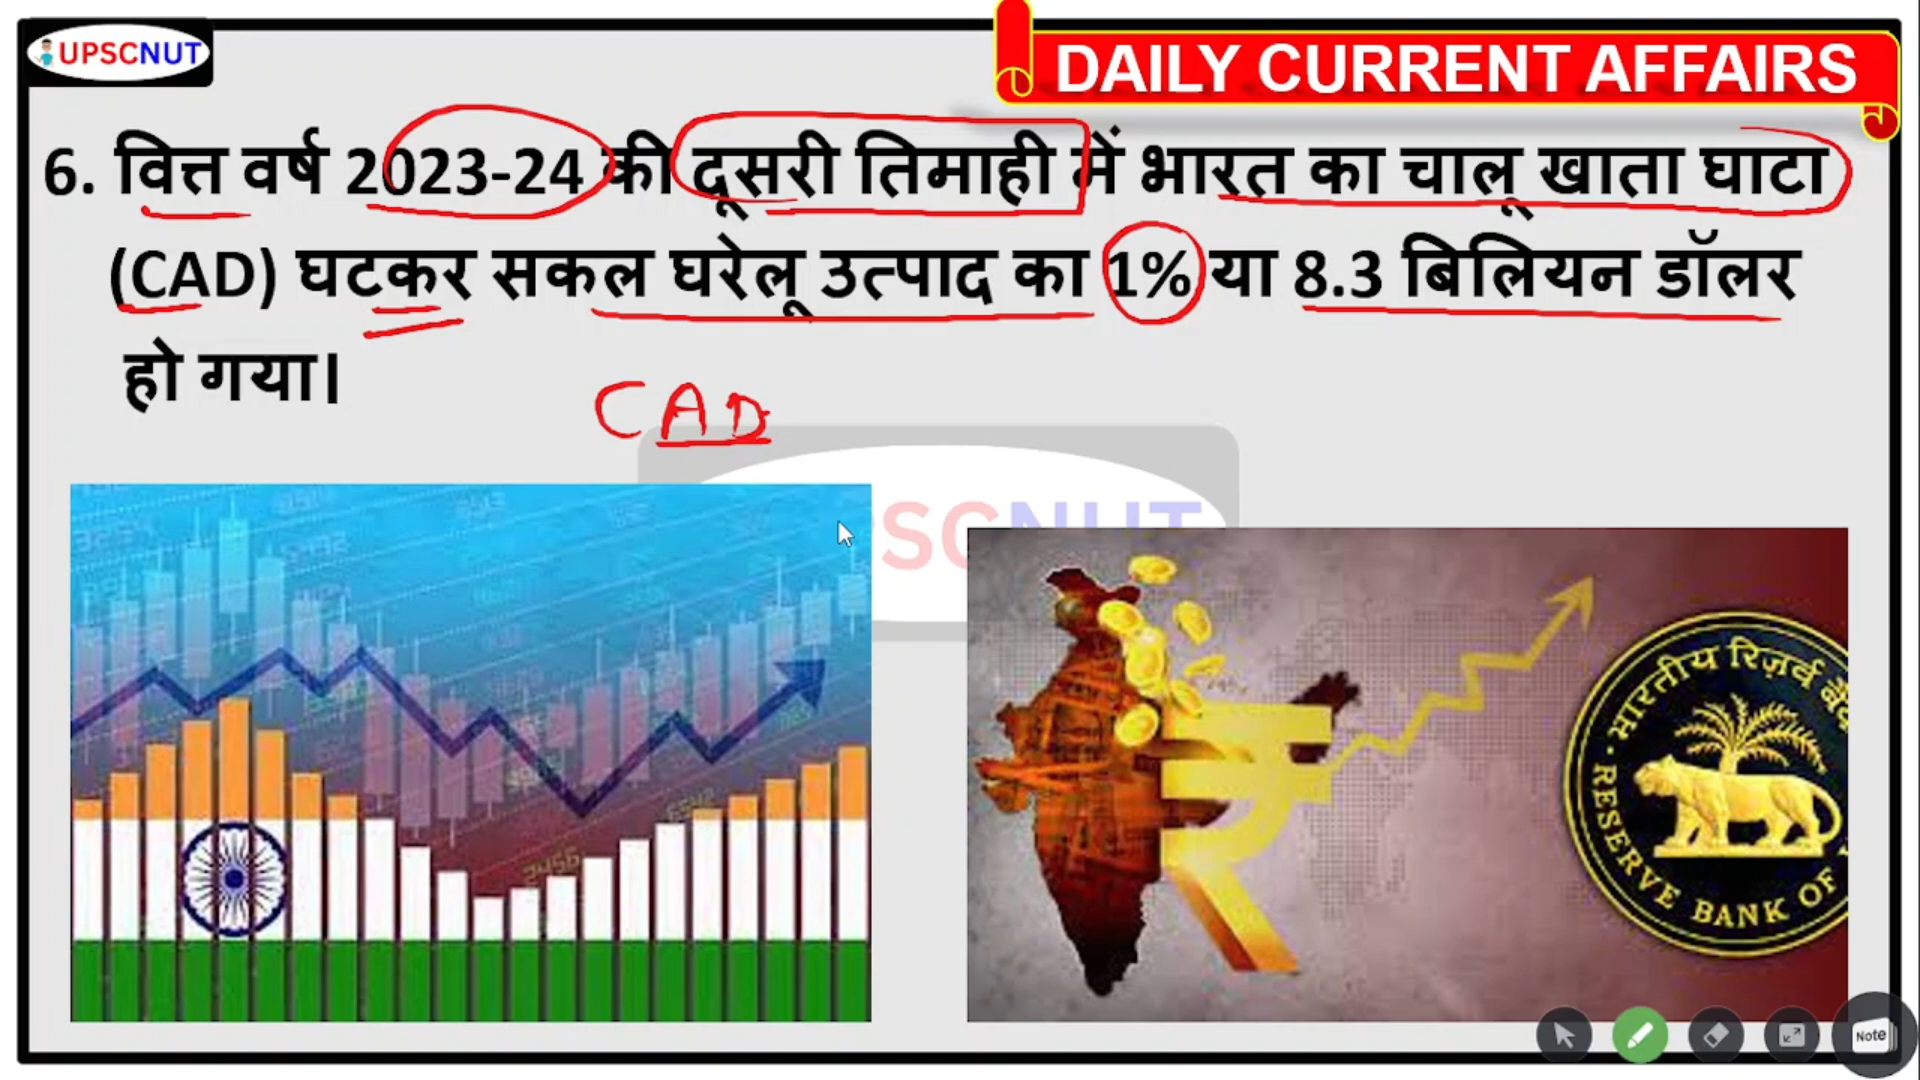 UPSCNUT
DAILY CURRENT AFFAIRS
6. वित्त वर्ष 2023-24 की दूसरी तिमाही में भारत का चालू खाता घाटा
(CAD) घटकर सकल घरेलू उत्पाद का 1% या 8.3 बिलियन डॉलर
हो गया।
CAD
SCNUT
भारतीय रिज़र्व
RESERVE BANK OF
Note